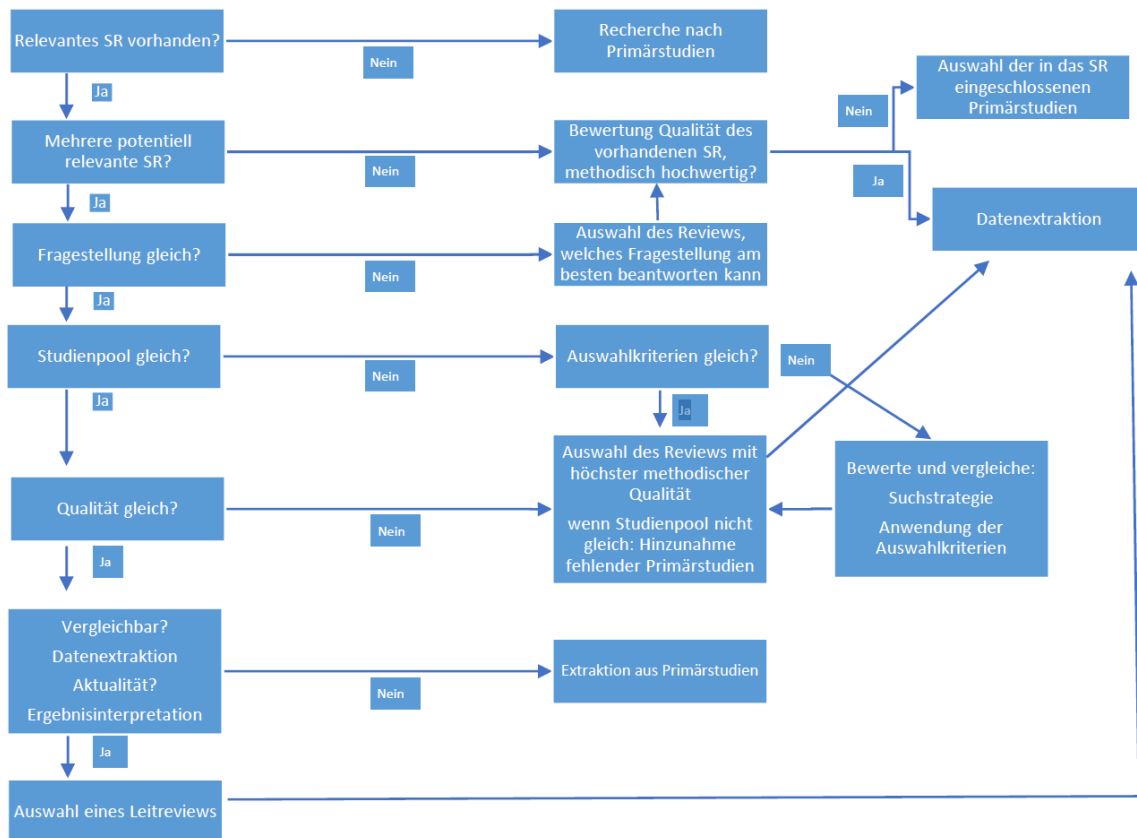 Relevantes SR vorhanden?
Nein
Recherche nach
Primärstudien
Ja
Auswahl der in das SR
eingeschlossenen
Primärstudien
Mehrere potentiell
relevante SR?
Nein
Bewertung Qualität des
vorhandenen SR,
methodisch hochwertig?
Nein
Ja
Ja
Datenextraktion
Fragestellung gleich?
Nein
Auswahl des Reviews,
welches Fragestellung am
besten beantworten kann
Ja
Studienpool gleich?
Nein
Auswahlkriterien gleich?
Nein
Ja
Ja
Qualität gleich?
Nein
Auswahl des Reviews mit
höchster methodischer
Qualität
wenn Studienpool nicht
gleich: Hinzunahme
fehlender Primärstudien
Bewerte und vergleiche:
Suchstrategie
Anwendung der
Auswahlkriterien
Ja
Vergleichbar?
Datenextraktion
Aktualität?
Ergebnisinterpretation
Nein
Extraktion aus Primärstudien
Ja
Auswahl eines Leitreviews